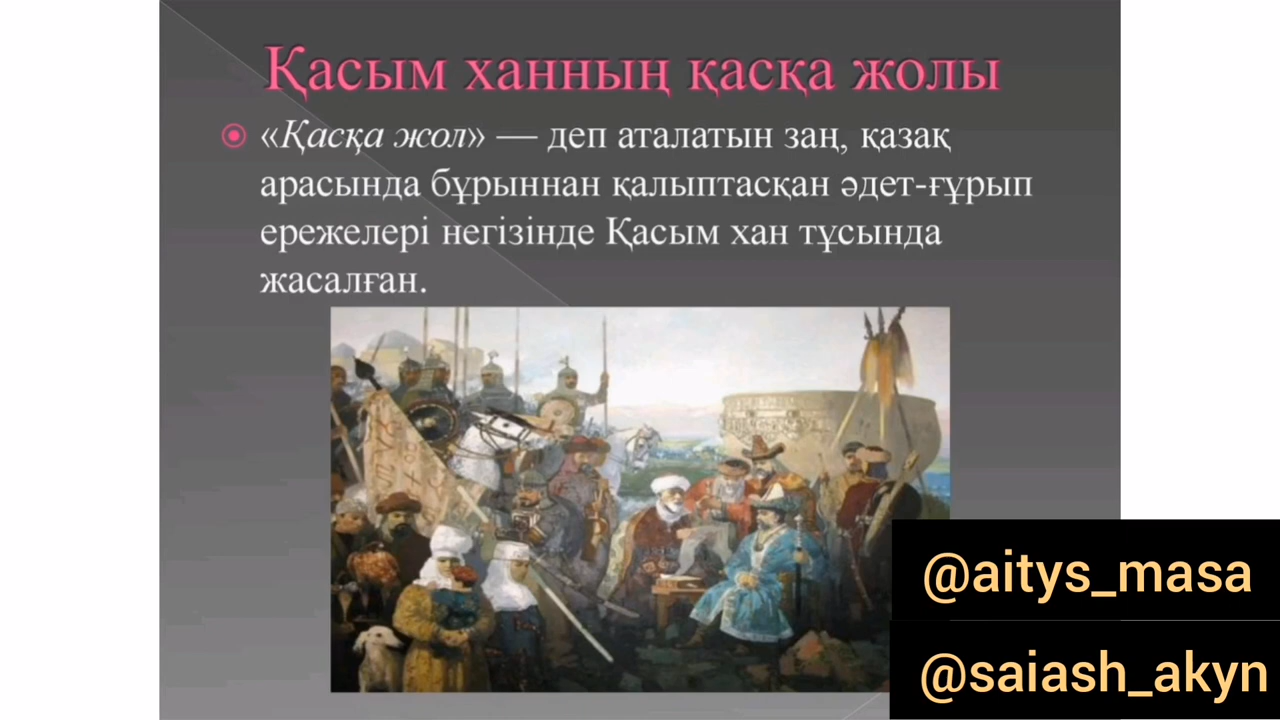 Қасым ханның қасқа жолы
«Қасқа жол» — деп аталатын заң, қазақ
арасында бұрыннан қалыптасқан әдет-ғұрып
ережелері негізінде Қасым хан тұсында
жасалған.
@aitys_masa
@saiash_akyn